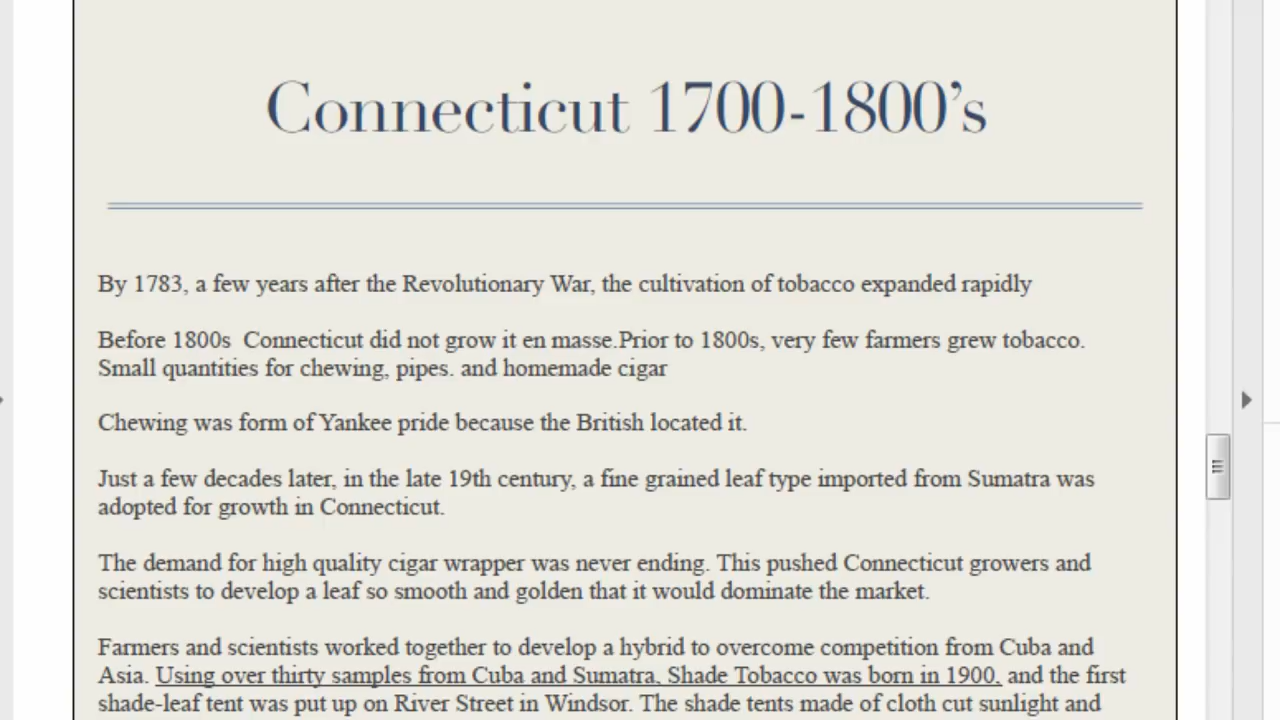 Connecticut 1700-1800’s
By 1783, a few years after the Revolutionary War, the cultivation of tobacco expanded rapidly
Before 1800s  Connecticut did not grow it en masse.Prior to 1800s, very few farmers grew tobacco.
Small quantities for chewing, pipes. and homemade cigar
Chewing was form of Yankee pride because the British located it.
Just a few decades later, in the late 19th century, a fine grained leaf type imported from Sumatra was
adopted for growth in Connecticut.
The demand for high quality cigar wrapper was never ending. This pushed Connecticut growers and
scientists to develop a leaf so smooth and golden that it would dominate the market.
Farmers and scientists worked together to develop a hybrid to overcome competition from Cuba and
Asia. Using over thirty samples from Cuba and Sumatra, Shade Tobacco was born in 1900, and the first
shade-leaf tent was put up on River Street in Windsor. The shade tents made of cloth cut sunlight and